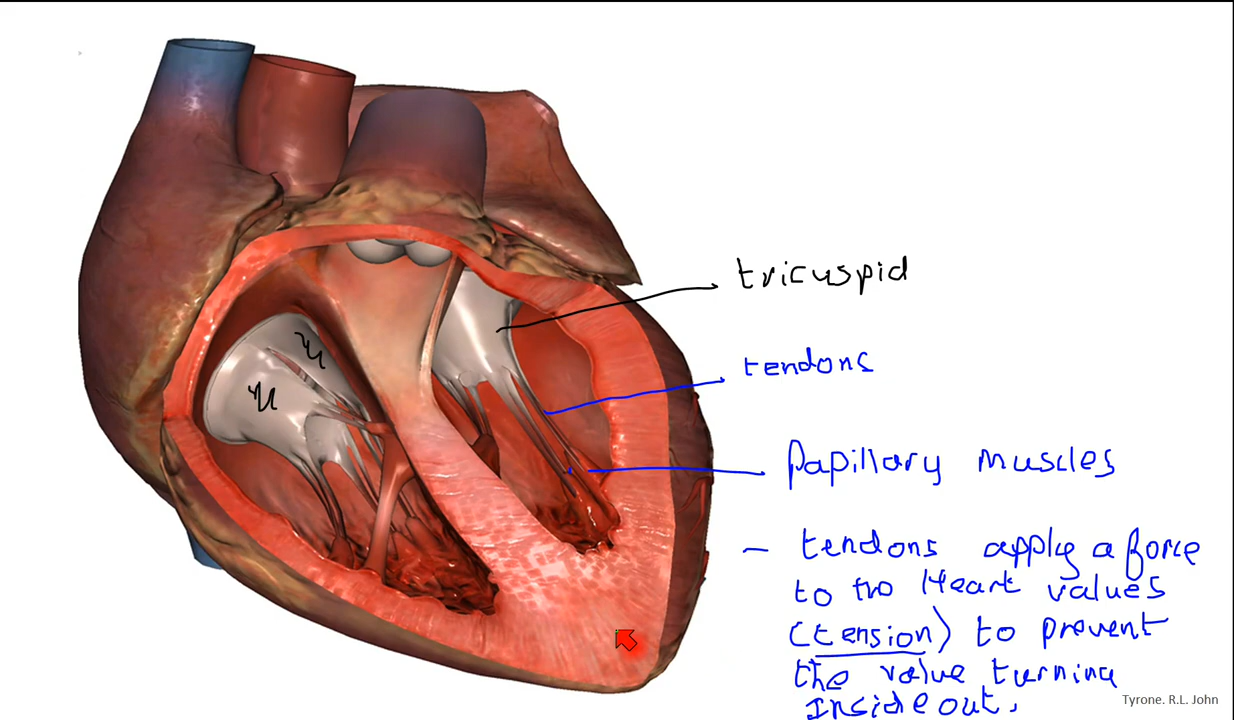 tricuspid
tendons
Papillary muscles
- tendons apply a force
to the Heart values
(tension) to prevent
the value turning
Inside out.
Tyrone. R.L. John